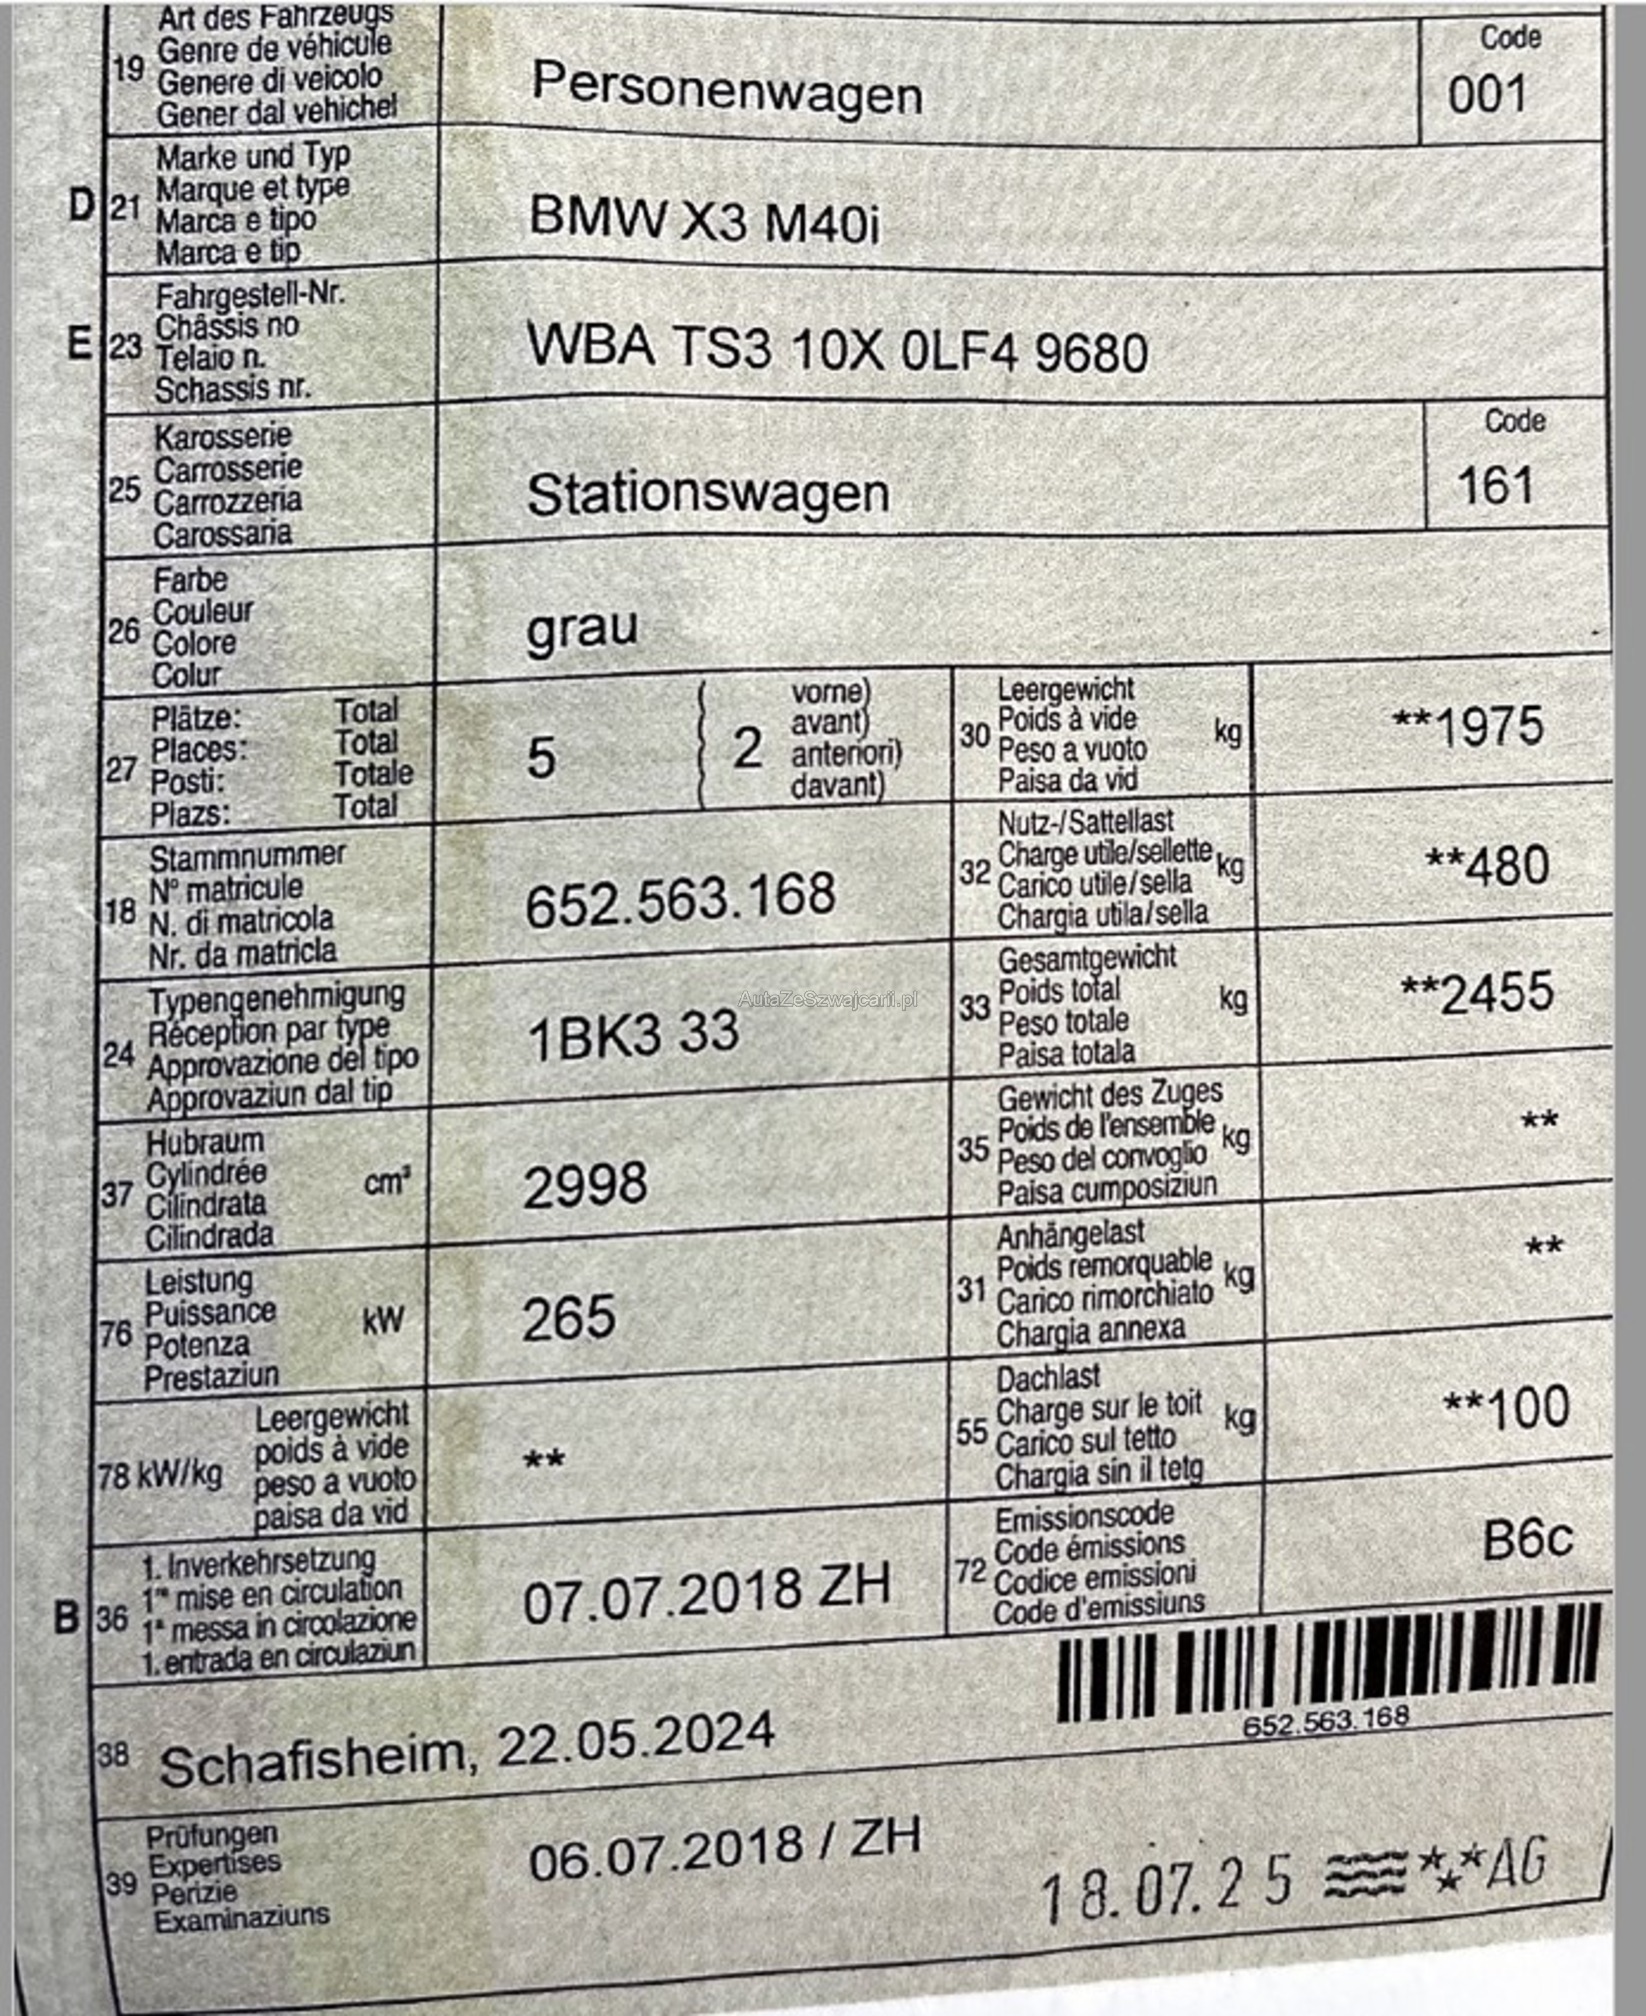 Art des Fahrzeugs
Genre de véhicule
19 Genere di veicolo
Gener dal vehichel
Personenwagen
Code
001
Marke und Typ
D 21 Marque et type
Marca e tipo
Marca e tip
BMW X3 M40i
Fahrgestell-Nr.
E 23 Châssis no
Telaio n.
Schassis nr.
WBA TS3 10X 0LF4 9680
Karosserie
25 Carrosserie
Carrozzeria
Carossaria
Stationswagen
Code
161
Farbe
26 Couleur
Colore
Colur
grau
27 Plätze: Total
Places: Total
Posti: Totale
Plazs: Total
5
2
vorne)
avant)
anteriori)
davant)
Leergewicht
30 Poids à vide kg
Peso a vuoto
Paisa da vid
**1975
Stammnummer
18 N° matricule
N. di matricola
Nr. da matricla
652.563.168
Nutz-/Sattellast
32 Charge utile/sellette kg
Carico utile/sella
Chargia utila/sella
**480
Typengenehmigung
24 Réception par type
Approvazione del tipo
Approvaziun dal tip
1BK3 33
AutaZeSzwajcarii.pl
Gesamtgewicht
33 Poids total kg
Peso totale
Paisa totala
**2455
Hubraum
37 Cylindrée cm³
Cilindrata
Cilindrada
2998
Gewicht des Zuges
35 Poids de l'ensemble kg
Peso del convoglio
Paisa cumposiziun
**
Leistung
76 Puissance kW
Potenza
Prestaziun
265
Anhängelast
31 Poids remorquable kg
Carico rimorchiato
Chargia annexa
**
Leergewicht
78 kW/kg poids à vide
peso a vuoto
paisa da vid
**
Dachlast
55 Charge sur le toit kg
Carico sul tetto
Chargia sin il tetg
**100
1. Inverkehrsetzung
B 36 1re mise en circulation
1a messa in circolazione
1. entrada en circulaziun
07.07.2018 ZH
Emissionscode
72 Code émissions
Codice emissioni
Code d'emissiuns
B6c
652.563.168
38 Schafisheim, 22.05.2024
Prüfungen
39 Expertises
Perizie
Examinaziuns
06.07.2018 / ZH
18.07.25 AG